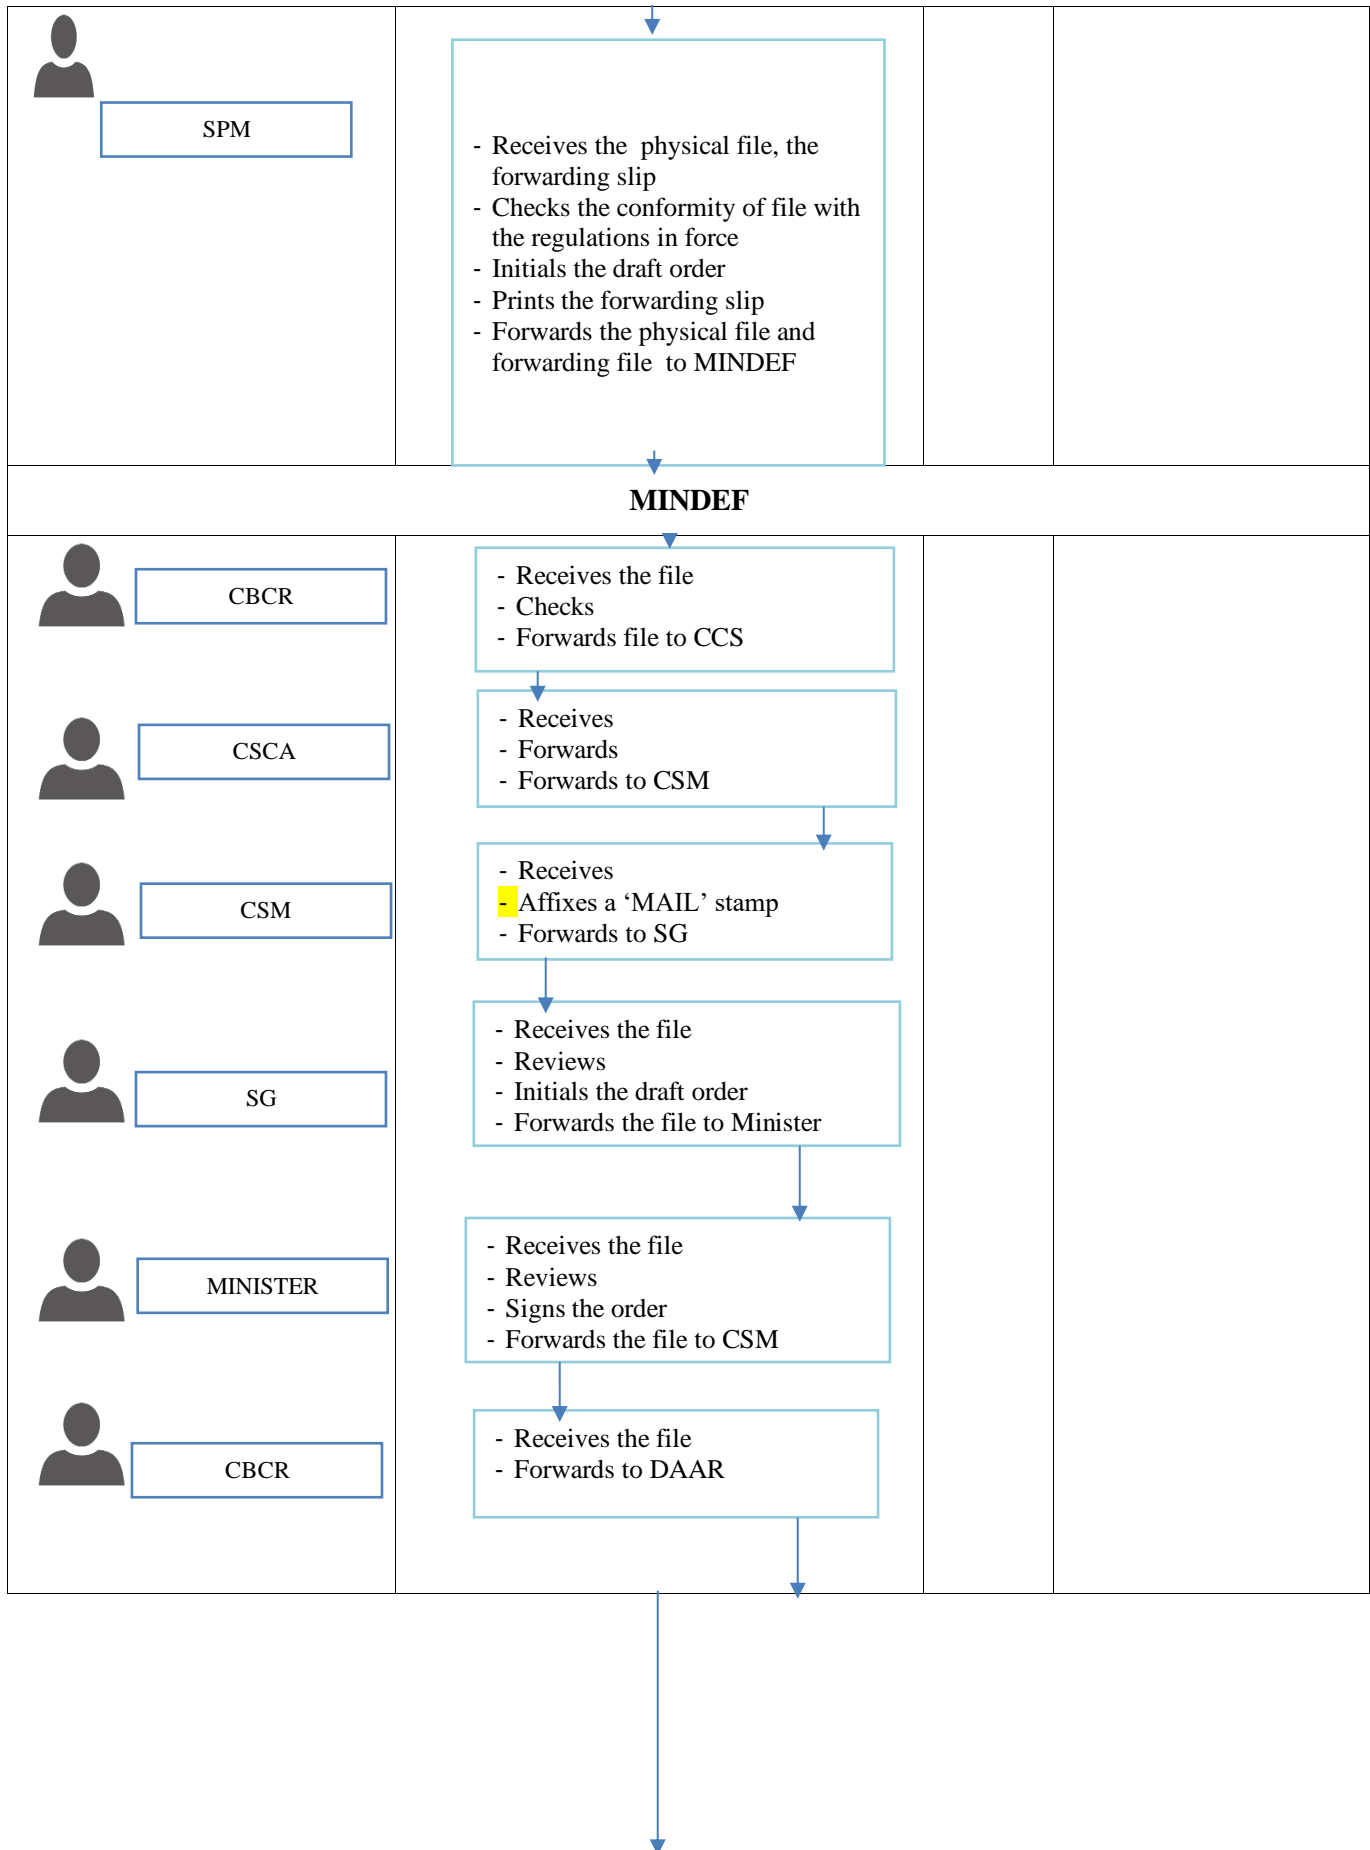 SPM
- Receives the physical file, the
forwarding slip
- Checks the conformity of file with
the regulations in force
- Initials the draft order
- Prints the forwarding slip
- Forwards the physical file and
forwarding file to MINDEF
MINDEF
CBCR
- Receives the file
- Checks
- Forwards file to CCS
CSCA
- Receives
- Forwards
- Forwards to CSM
CSM
- Receives
- Affixes a ‘MAIL’ stamp
- Forwards to SG
SG
- Receives the file
- Reviews
- Initials the draft order
- Forwards the file to Minister
MINISTER
- Receives the file
- Reviews
- Signs the order
- Forwards the file to CSM
CBCR
- Receives the file
- Forwards to DAAR